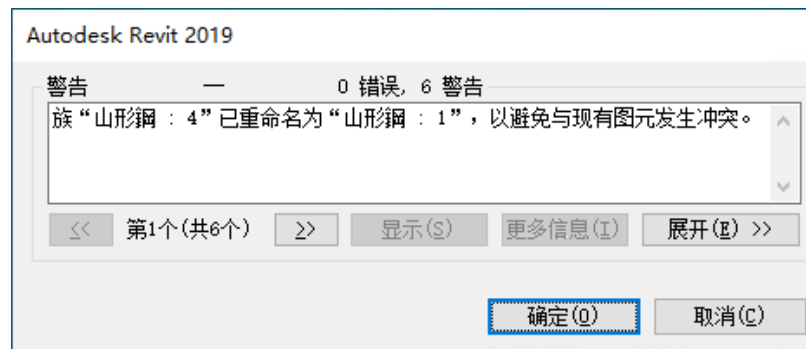 Autodesk Revit 2019
警告 — 0 错误, 6 警告
族“山形鋼 : 4”已重命名为“山形鋼 : 1”，以避免与现有图元发生冲突。
<< 第1个(共6个) >> 显示(S) 更多信息(I) 展开(E) >>
确定(O) 取消(C)